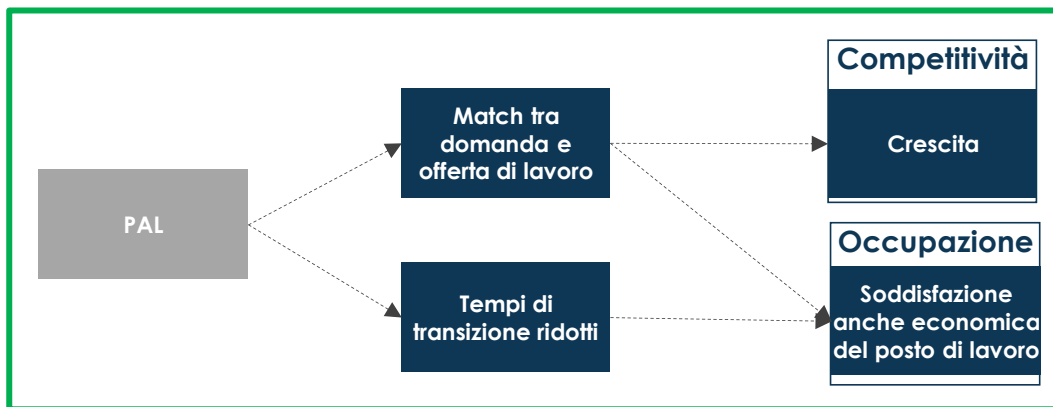 PAL
Match tra
domanda e
offerta di lavoro
Tempi di
transizione ridotti
Competitività
Crescita
Occupazione
Soddisfazione
anche economica
del posto di lavoro